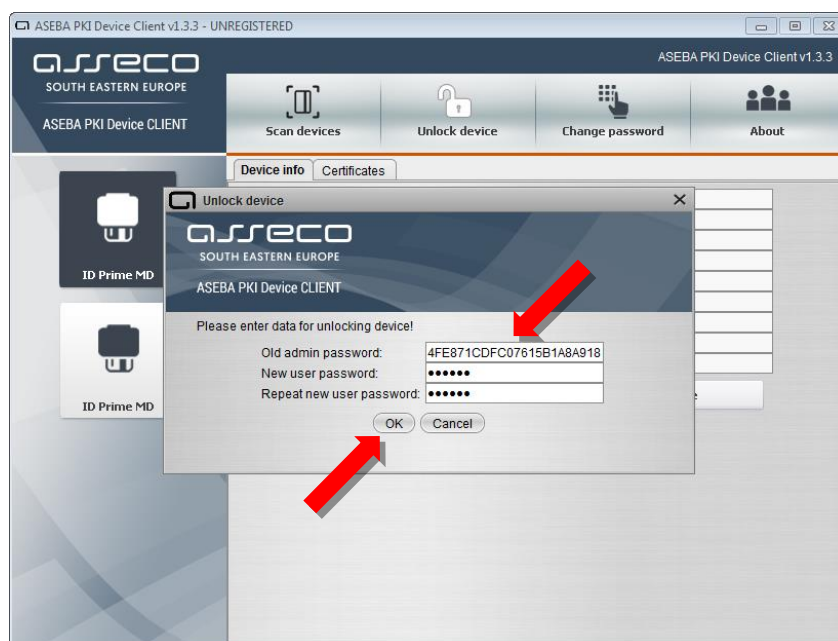 ASEBA PKI Device Client v1.3.3 - UNREGISTERED
asseco
SOUTH EASTERN EUROPE
ASEBA PKI Device CLIENT
ASEBA PKI Device Client v1.3.3
Scan devices
Unlock device
Change password
About
Device info
Certificates
ID Prime MD
ID Prime MD
Unlock device
asseco
SOUTH EASTERN EUROPE
ASEBA PKI Device CLIENT
Please enter data for unlocking device!
Old admin password: 4FE871CDFC07615B1A8A918
New user password: ●●●●●●
Repeat new user password: ●●●●●●
OK Cancel